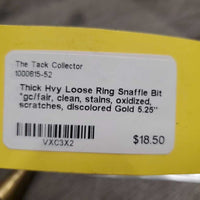 The Tack Collector
1000815-52
Thick Hvy Loose Ring Snaffle Bit
"gc/fair, clean, stains, oxidized,
scratches, discolored Gold 5.25"
VXC3X2
$18.50